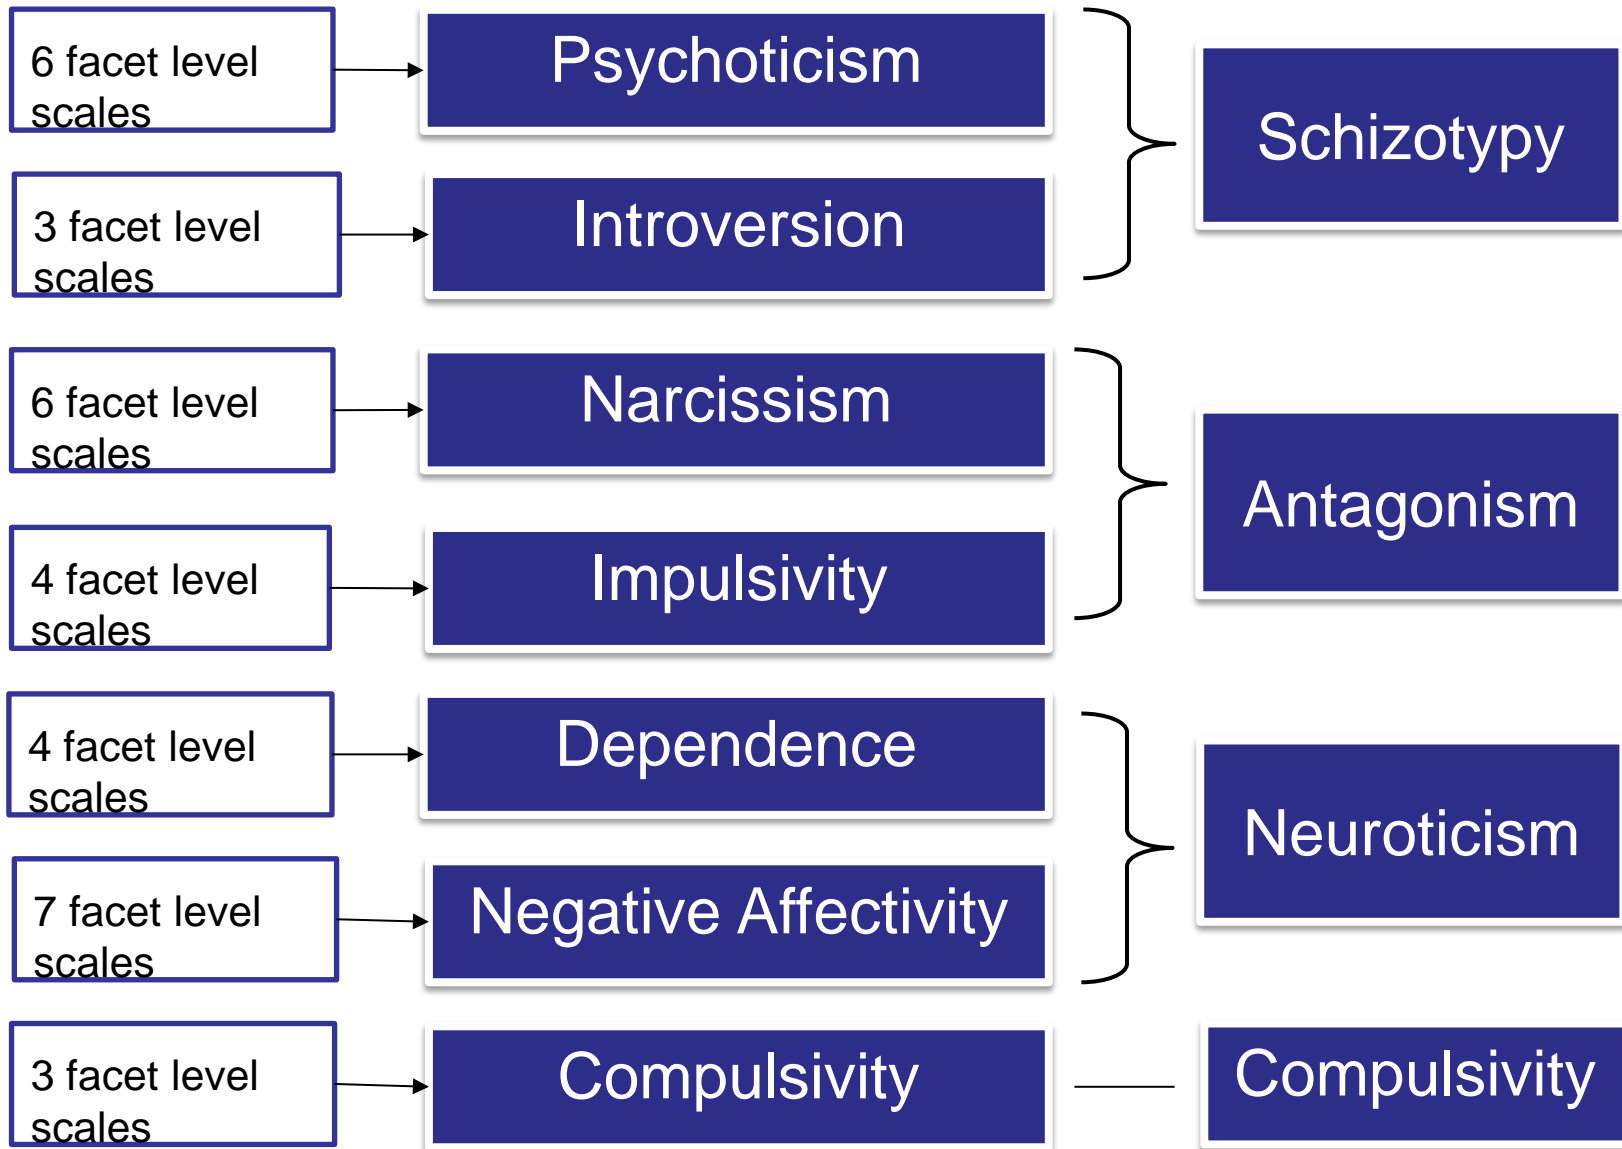 6 facet level
scales
Psychoticism
3 facet level
scales
Introversion
Schizotypy
6 facet level
scales
Narcissism
4 facet level
scales
Impulsivity
Antagonism
4 facet level
scales
Dependence
7 facet level
scales
Negative Affectivity
Neuroticism
3 facet level
scales
Compulsivity
Compulsivity